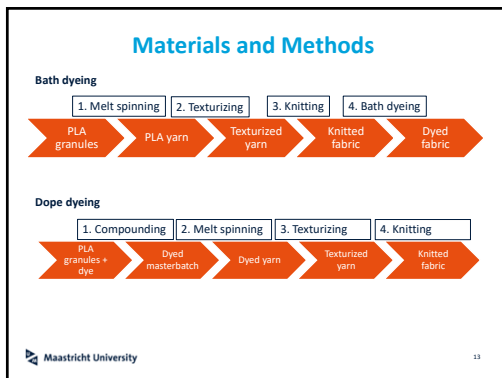 Materials and Methods
Bath dyeing
1. Melt spinning
2. Texturizing
3. Knitting
4. Bath dyeing
PLA
granules
PLA yarn
Texturized
yarn
Knitted
fabric
Dyed
fabric
Dope dyeing
1. Compounding
2. Melt spinning
3. Texturizing
4. Knitting
PLA
granules +
dye
Dyed
masterbatch
Dyed yarn
Texturized
yarn
Knitted
fabric
Maastricht University
13